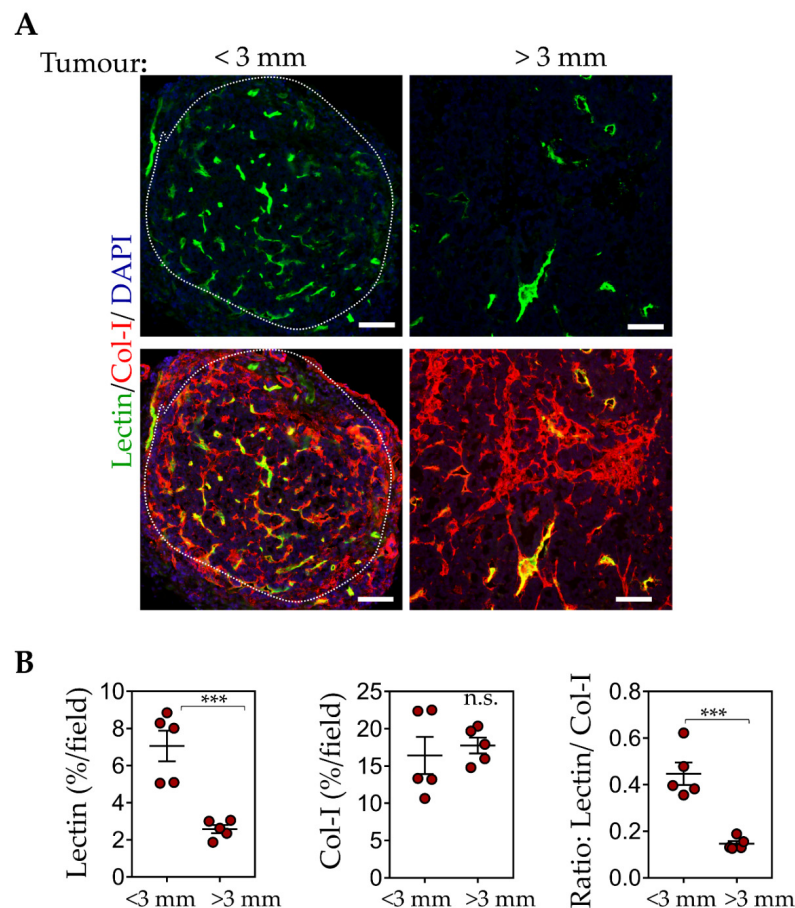 A
Tumour: < 3 mm > 3 mm
Lectin/Col-I/ DAPI
B
Lectin (%/field)
10
8
6
4
2
0
***
<3 mm >3 mm
Col-I (%/field)
25
20
15
10
5
0
n.s.
<3 mm >3 mm
Ratio: Lectin/ Col-I
0.8
0.6
0.4
0.2
0.0
***
<3 mm >3 mm